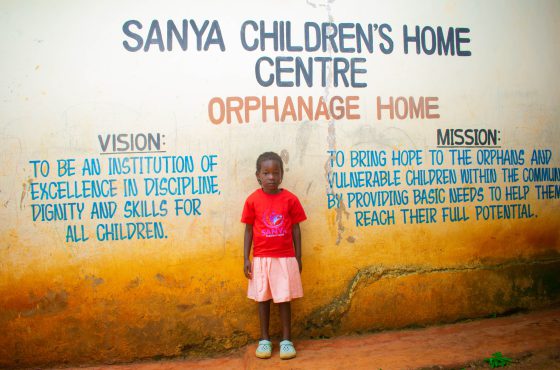 SANYA CHILDREN'S HOME
CENTRE
ORPHANAGE HOME
VISION:
TO BE AN INSTITUTION OF
EXCELLENCE IN DISCIPLINE,
DIGNITY AND SKILLS FOR
ALL CHILDREN.
MISSION:
TO BRING HOPE TO THE ORPHANS AND
VULNERABLE CHILDREN WITHIN THE COMMUN
BY PROVIDING BASIC NEEDS TO HELP THEM
REACH THEIR FULL POTENTIAL.
SANYA